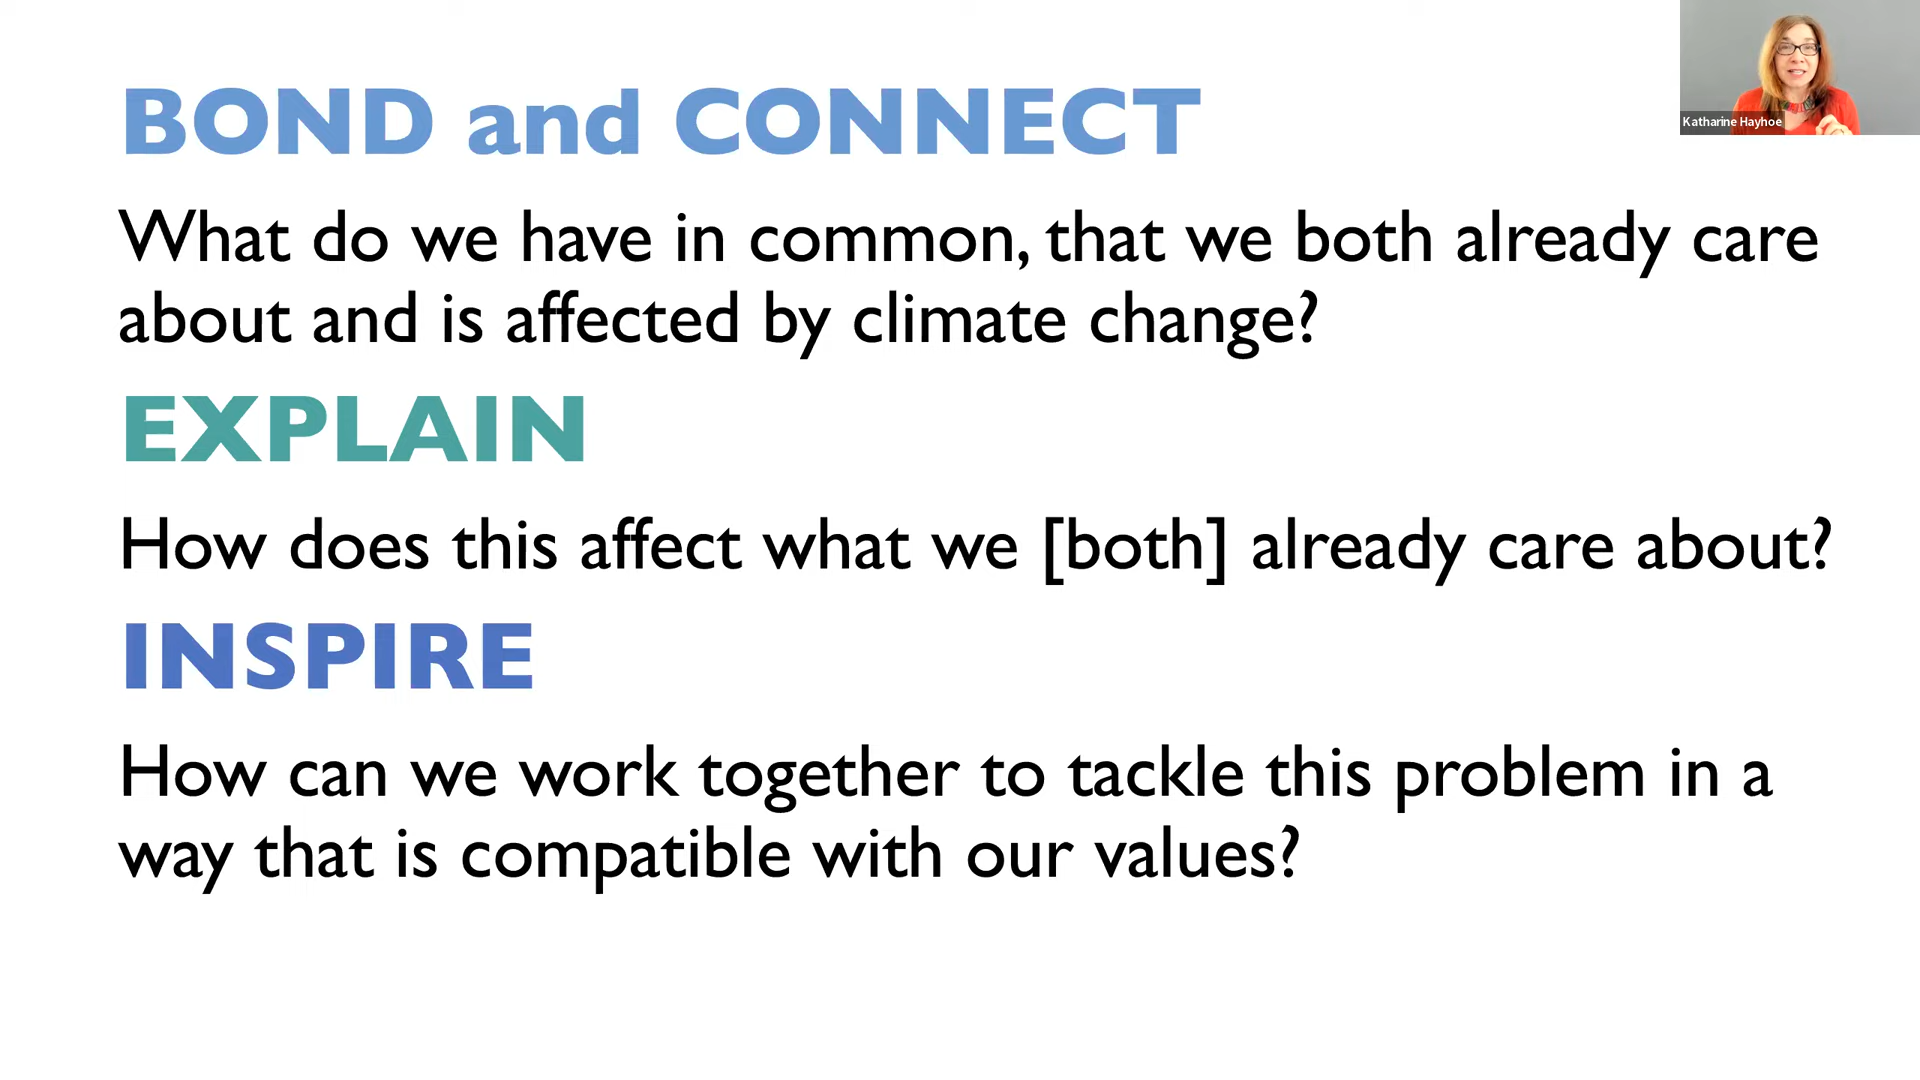 BOND and CONNECT
Katharine Hayhoe
What do we have in common, that we both already care
about and is affected by climate change?
EXPLAIN
How does this affect what we [both] already care about?
INSPIRE
How can we work together to tackle this problem in a
way that is compatible with our values?